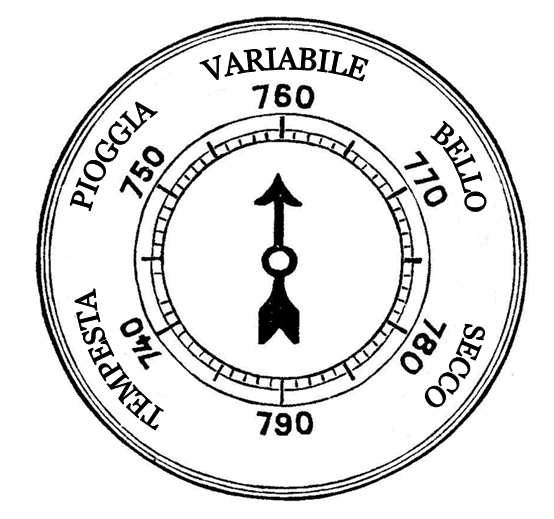 TEMPESTA
PIOGGIA
VARIABILE
BELLO
SECCO
740
750
760
770
780
790